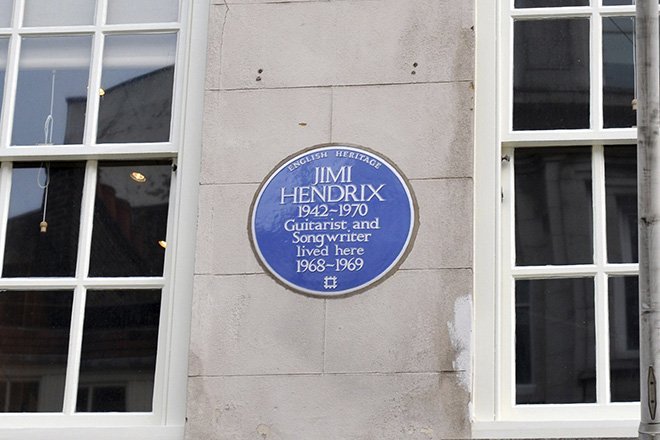 ENGLISH HERITAGE
JIMI
HENDRIX
1942~1970
Guitarist and
Songwriter
lived here
1968~1969